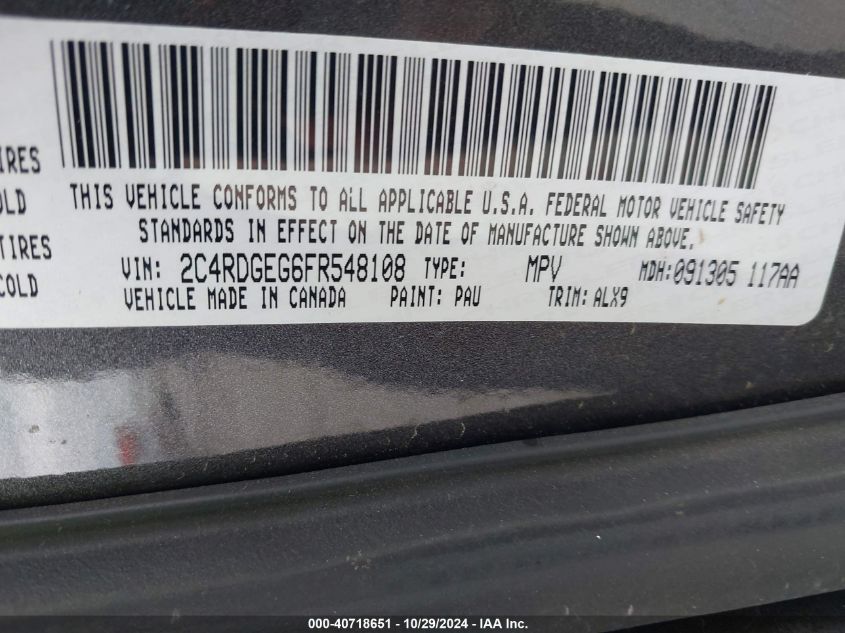 IRES
OLD
TIRES
COLD
THIS VEHICLE CONFORMS TO ALL APPLICABLE U.S.A. FEDERAL MOTOR VEHICLE SAFETY
STANDARDS IN EFFECT ON THE DATE OF MANUFACTURE SHOWN ABOVE.
VIN: 2C4RDGEG6FR548108 TYPE: MPV MDH:091305 117AA
VEHICLE MADE IN CANADA PAINT: PAU TRIM: ALX9
000-40718651 / 10/29/2024 - IAA Inc.